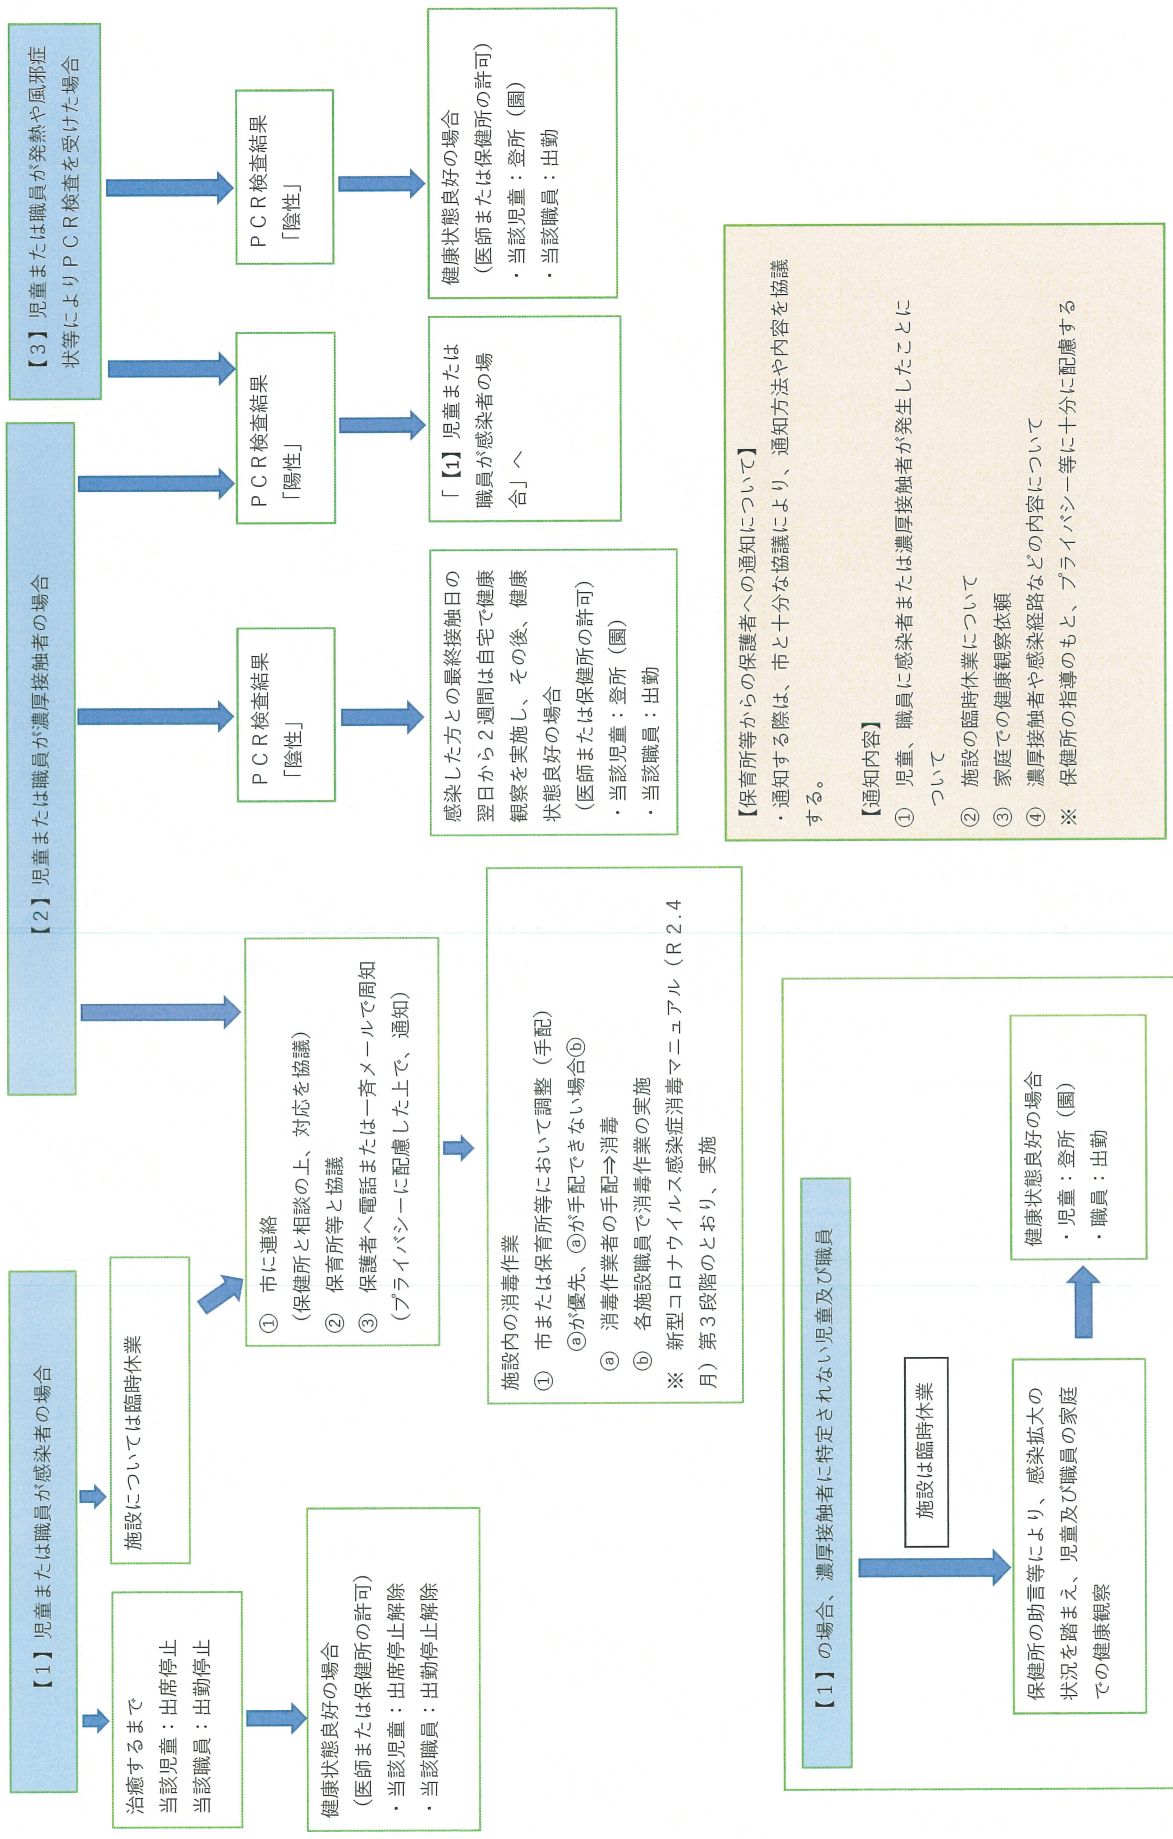 【1】児童または職員が感染者の場合
治癒するまで
当該児童：出席停止
当該職員：出勤停止
健康状態良好の場合
（医師または保健所の許可）
・当該児童：出席停止解除
・当該職員：出勤停止解除
施設については臨時休業
① 市に連絡
（保健所と相談の上、対応を協議）
② 保育所等と協議
③ 保護者へ電話または一斉メールで周知
（プライバシーに配慮した上で、通知）
施設内の消毒作業
① 市または保育所等において調整（手配）
ⓐが優先、ⓐが手配できない場合ⓑ
ⓐ 消毒作業者の手配⇒消毒
ⓑ 各施設職員で消毒作業の実施
※ 新型コロナウイルス感染症消毒マニュアル（Ｒ２.４
月）第３段階のとおり、実施
【2】児童または職員が濃厚接触者の場合
ＰＣＲ検査結果
「陰性」
感染した方との最終接触日の
翌日から２週間は自宅で健康
観察を実施し、その後、健康
状態良好の場合
（医師または保健所の許可）
・当該児童：登所（園）
・当該職員：出勤
ＰＣＲ検査結果
「陽性」
「【1】児童または
職員が感染者の場
合」へ
【3】児童または職員が発熱や風邪症
状等によりＰＣＲ検査を受けた場合
ＰＣＲ検査結果
「陰性」
健康状態良好の場合
（医師または保健所の許可）
・当該児童：登所（園）
・当該職員：出勤
【1】の場合、濃厚接触者に特定されない児童及び職員
施設は臨時休業
保健所の助言等により、感染拡大の
状況を踏まえ、児童及び職員の家庭
での健康観察
健康状態良好の場合
・児童：登所（園）
・職員：出勤
【保育所等からの保護者への通知について】
・通知する際は、市と十分な協議により、通知方法や内容を協議
する。
【通知内容】
① 児童、職員に感染者または濃厚接触者が発生したことに
ついて
② 施設の臨時休業について
③ 家庭での健康観察依頼
④ 濃厚接触者や感染経路などの内容について
※ 保健所の指導のもと、プライバシー等に十分に配慮する